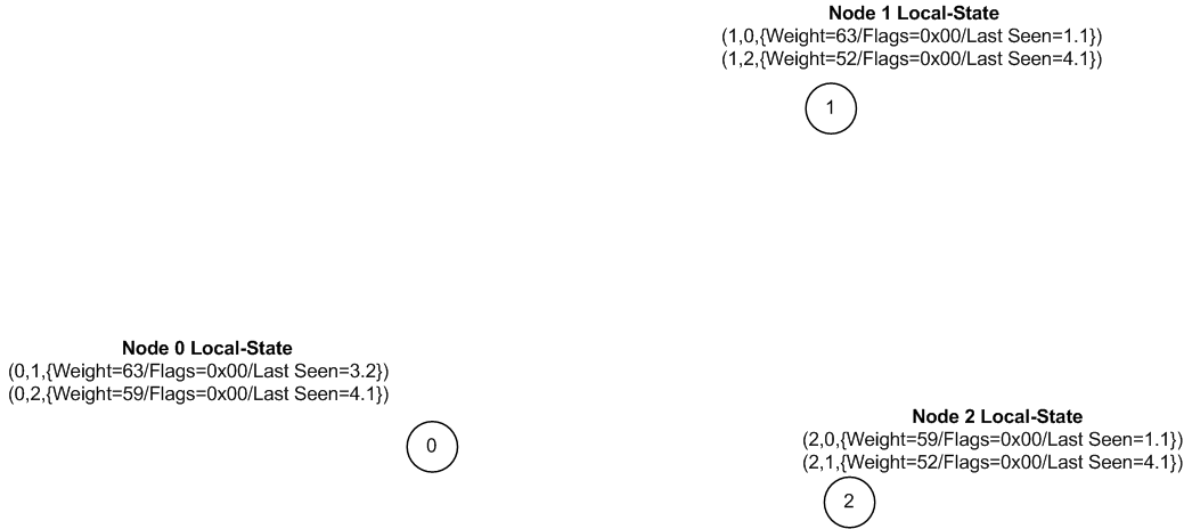 Node 1 Local-State
(1,0,{Weight=63/Flags=0x00/Last Seen=1.1})
(1,2,{Weight=52/Flags=0x00/Last Seen=4.1})
1
Node 0 Local-State
(0,1,{Weight=63/Flags=0x00/Last Seen=3.2})
(0,2,{Weight=59/Flags=0x00/Last Seen=4.1})
0
Node 2 Local-State
(2,0,{Weight=59/Flags=0x00/Last Seen=1.1})
(2,1,{Weight=52/Flags=0x00/Last Seen=4.1})
2